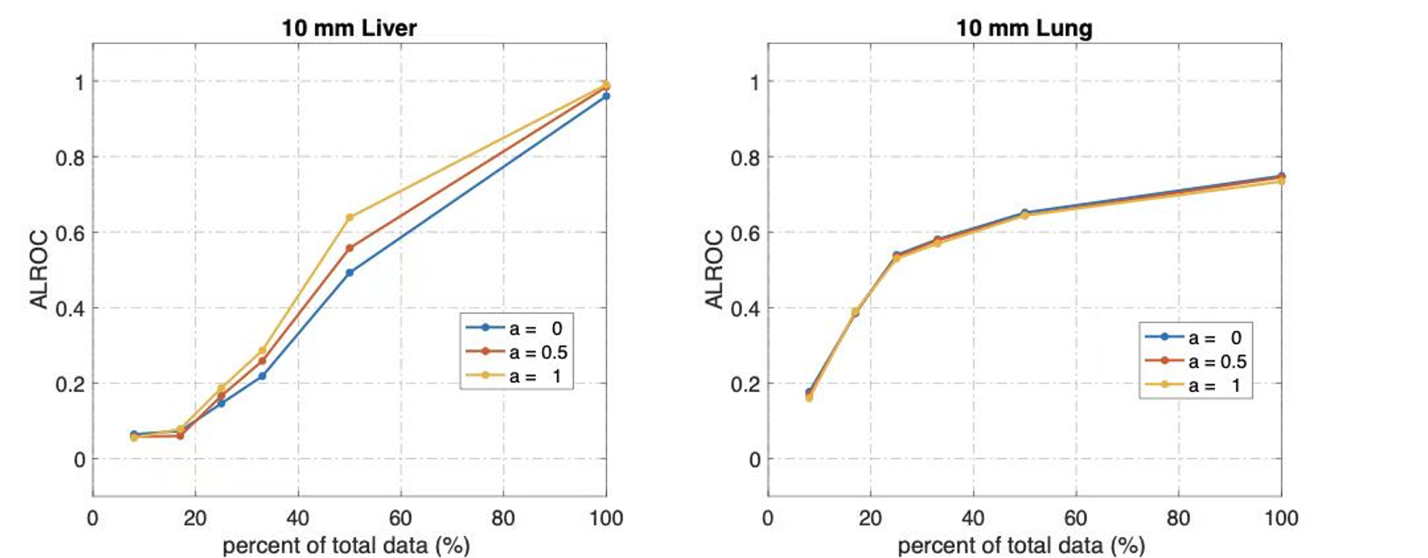 10 mm Liver
ALROC
1
0.8
0.6
0.4
0.2
0
a = 0
a = 0.5
a = 1
0 20 40 60 80 100
percent of total data (%)
10 mm Lung
ALROC
1
0.8
0.6
0.4
0.2
0
a = 0
a = 0.5
a = 1
0 20 40 60 80 100
percent of total data (%)